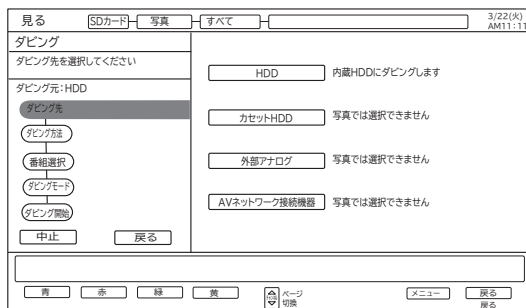 見る SDカード 写真 すべて 3/22(火)
AM11:11
ダビング
ダビング先を選択してください
ダビング元:HDD
ダビング先
ダビング方法
番組選択
ダビングモード
ダビング開始
中止 戻る
HDD 内蔵HDDにダビングします
カセットHDD 写真では選択できません
外部アナログ 写真では選択できません
AVネットワーク接続機器 写真では選択できません
青 赤 緑 黄 ページ
切換 メニュー 戻る
戻る